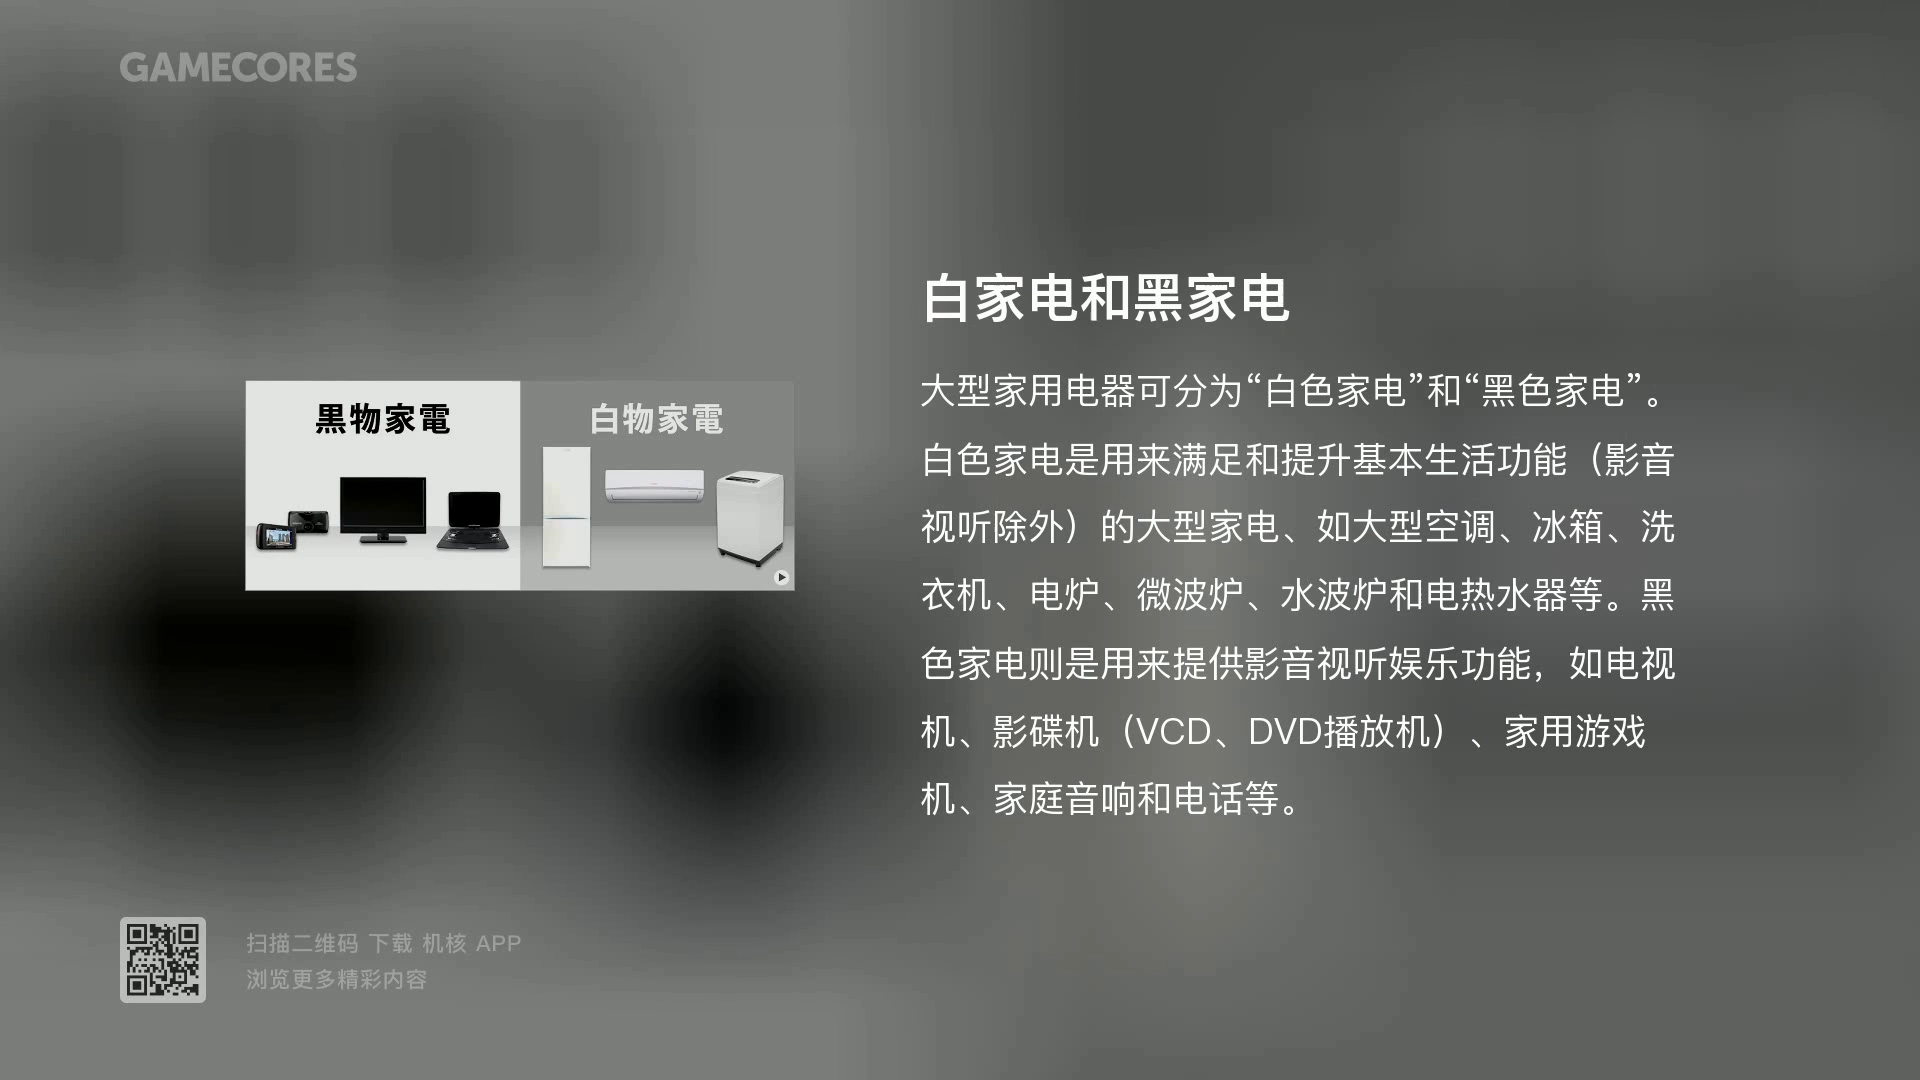 GAMECORES
黒物家電
白物家電
白家电和黑家电
大型家用电器可分为“白色家电”和“黑色家电”。
白色家电是用来满足和提升基本生活功能（影音
视听除外）的大型家电、如大型空调、冰箱、洗
衣机、电炉、微波炉、水波炉和电热水器等。黑
色家电则是用来提供影音视听娱乐功能，如电视
机、影碟机（VCD、DVD播放机）、家用游戏
机、家庭音响和电话等。
扫描二维码 下载 机核 APP
浏览更多精彩内容